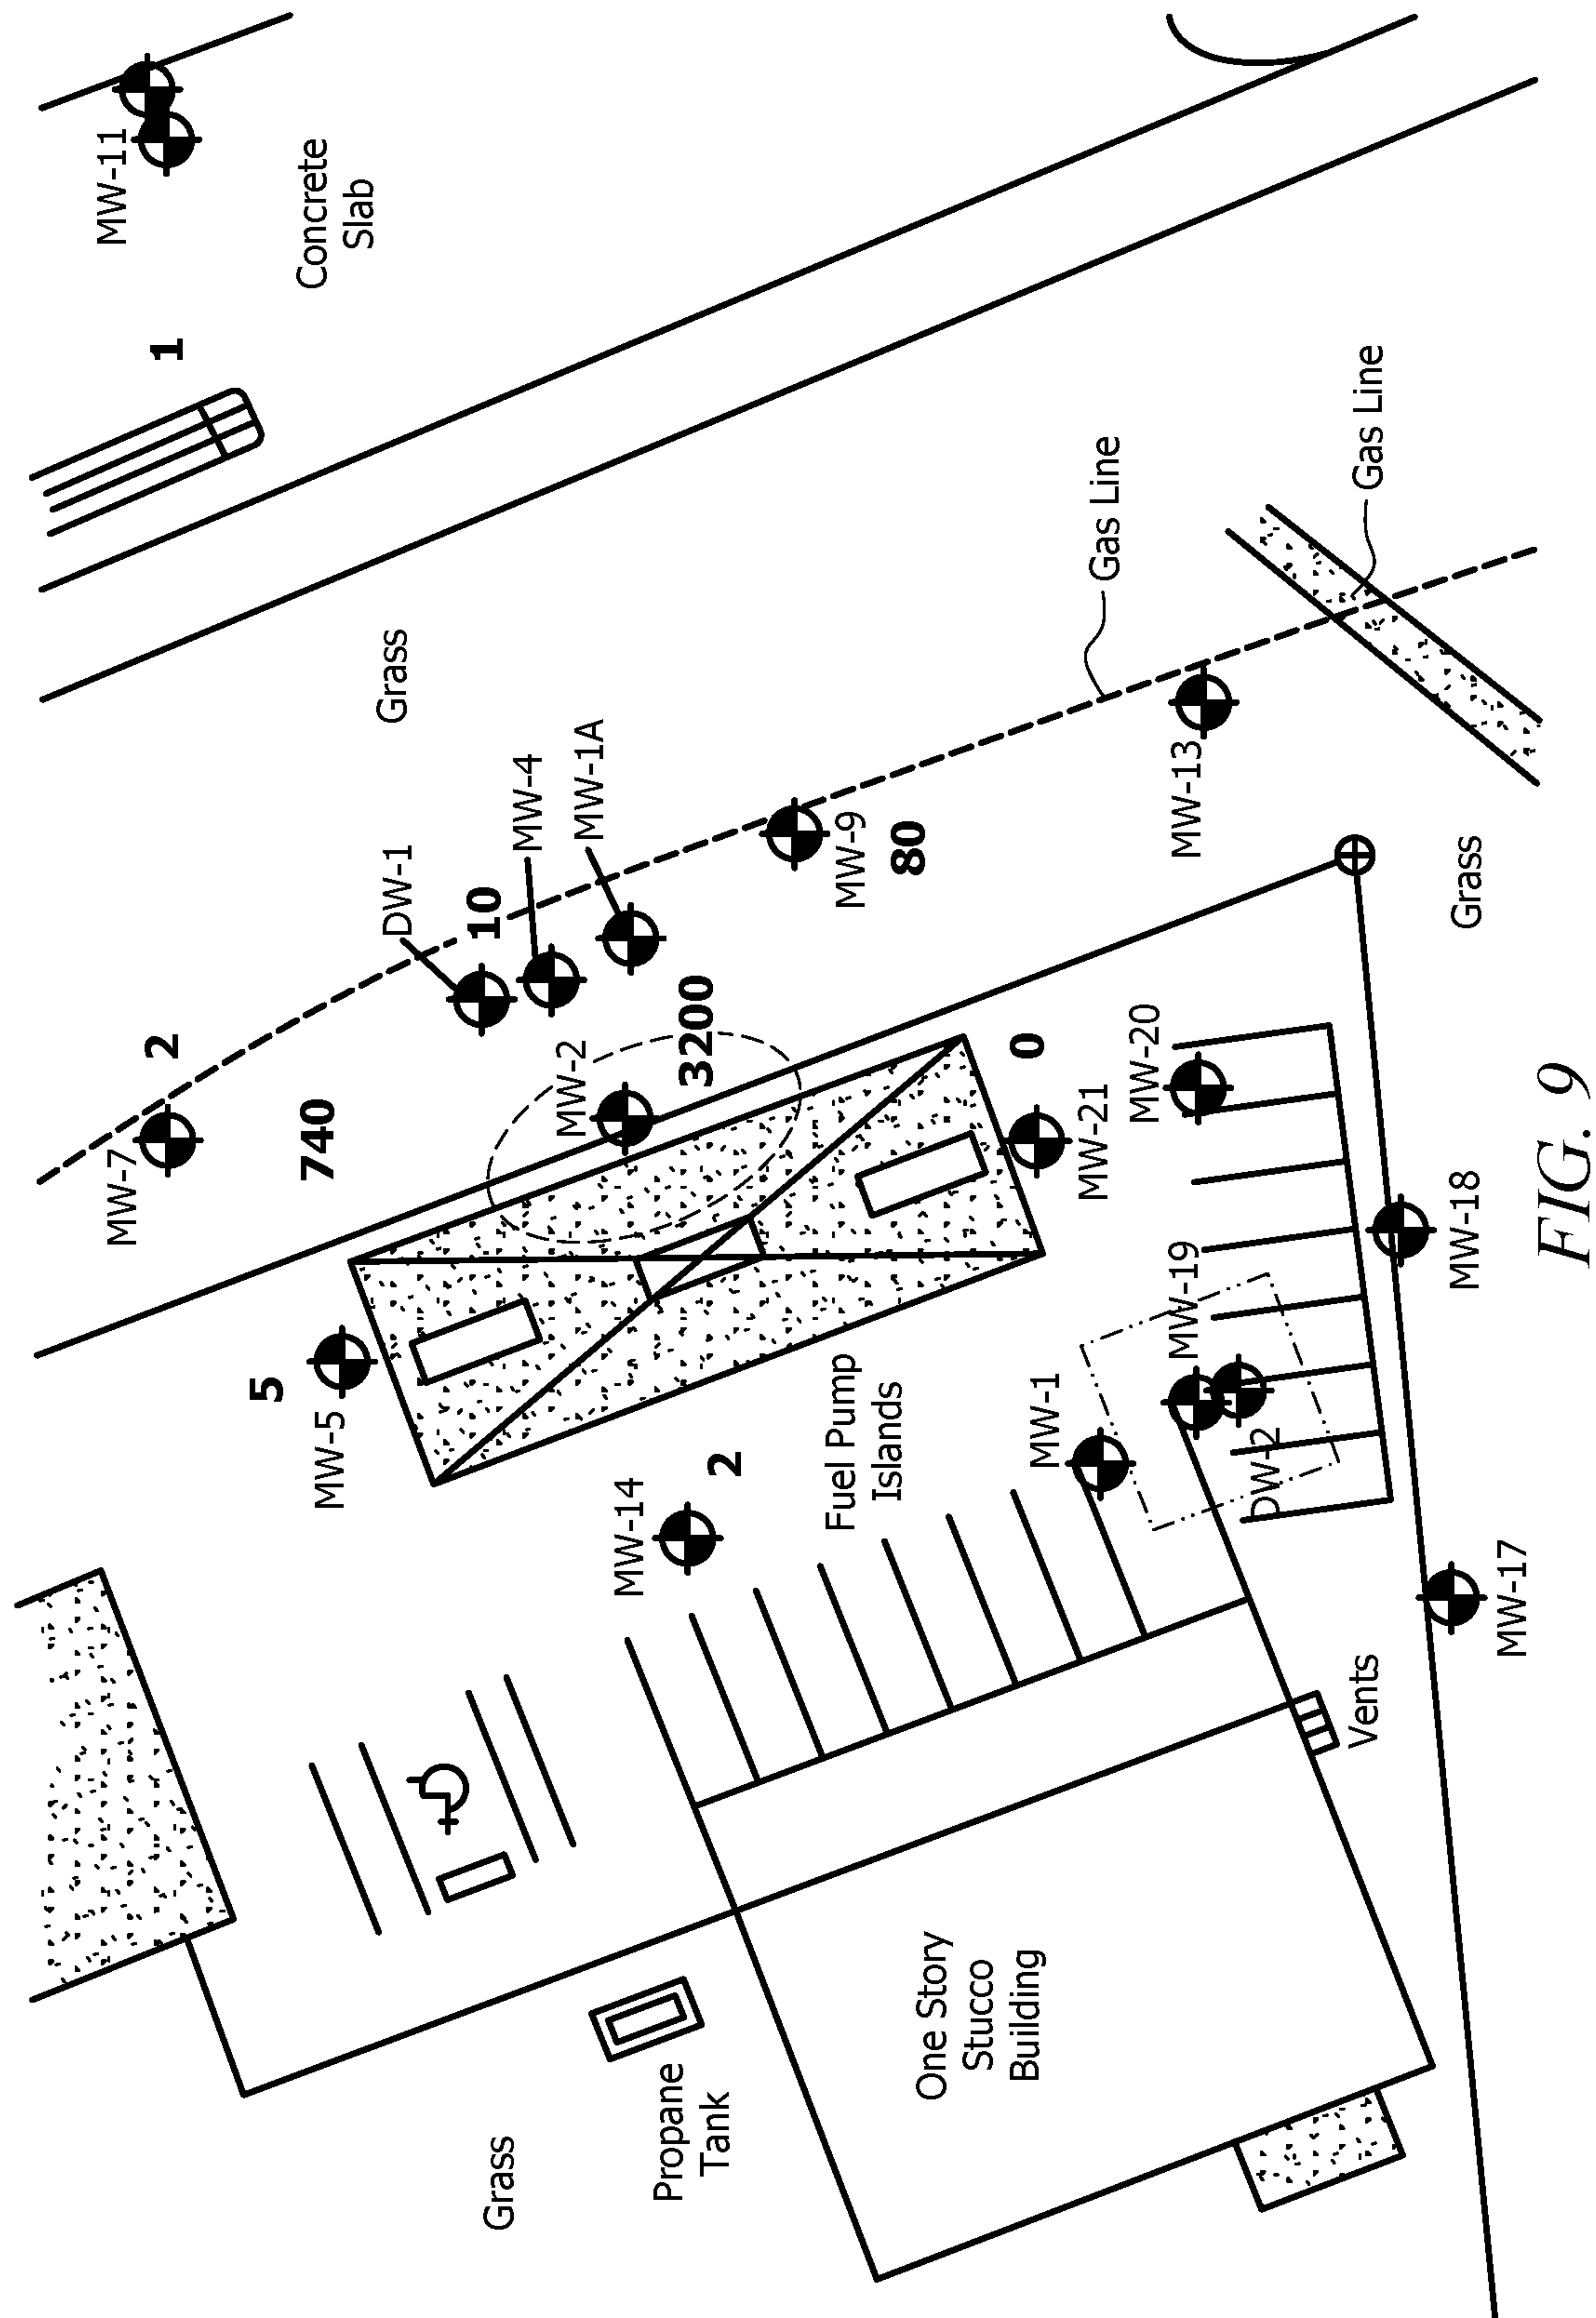 MW-7
MW-11
2
1
5
740
Concrete
Slab
MW-5
Grass
DW-1
10
Grass
MW-4
MW-2
MW-1A
MW-14
Propane
Tank
3200
2
Fuel Pump
Islands
MW-9
80
One Story
Stucco
Building
0
MW-1
MW-21
Gas Line
MW-20
MW-19
MW-13
DW-2
Vents
Gas Line
MW-18
Grass
MW-17
FIG. 9